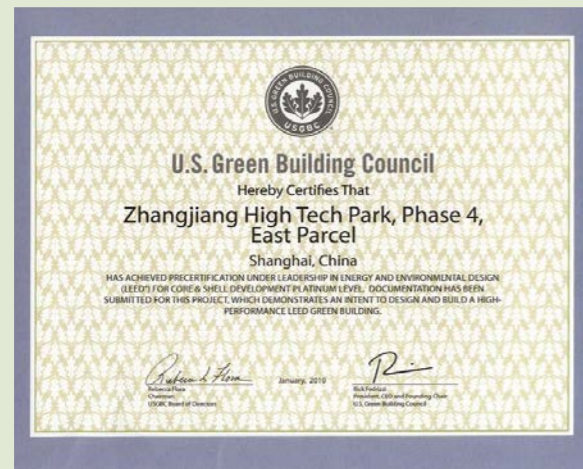 U.S. GREEN BUILDING COUNCIL
USGBC
U.S. Green Building Council
Hereby Certifies That
Zhangjiang High Tech Park, Phase 4,
East Parcel
Shanghai, China
HAS ACHIEVED PRECERTIFICATION UNDER LEADERSHIP IN ENERGY AND ENVIRONMENTAL DESIGN
(LEED®) FOR CORE & SHELL DEVELOPMENT PLATINUM LEVEL. DOCUMENTATION HAS BEEN
SUBMITTED FOR THIS PROJECT, WHICH DEMONSTRATES AN INTENT TO DESIGN AND BUILD A HIGH-
PERFORMANCE LEED GREEN BUILDING.
Rebecca L Flora
January, 2010
Rebecca Flora
Chairman
USGBC Board of Directors
Rick Fedrizzi
President, CEO and Founding Chair
U.S. Green Building Council